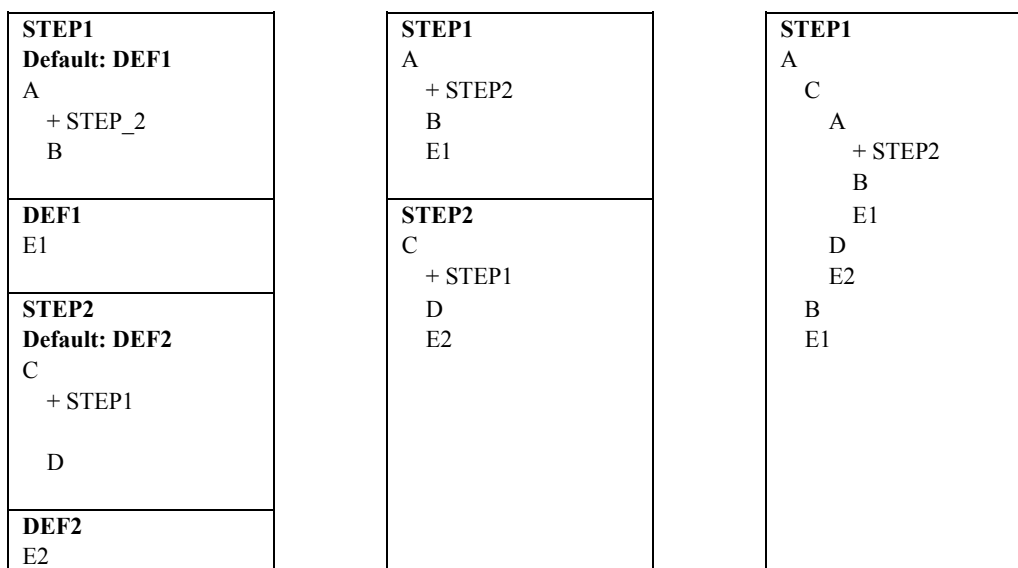 STEP1
Default: DEF1
A
+ STEP_2
B
DEF1
E1
STEP2
Default: DEF2
C
+ STEP1
D
DEF2
E2
STEP1
A
+ STEP2
B
E1
STEP2
C
+ STEP1
D
E2
STEP1
A
C
A
+ STEP2
B
E1
D
E2
B
E1